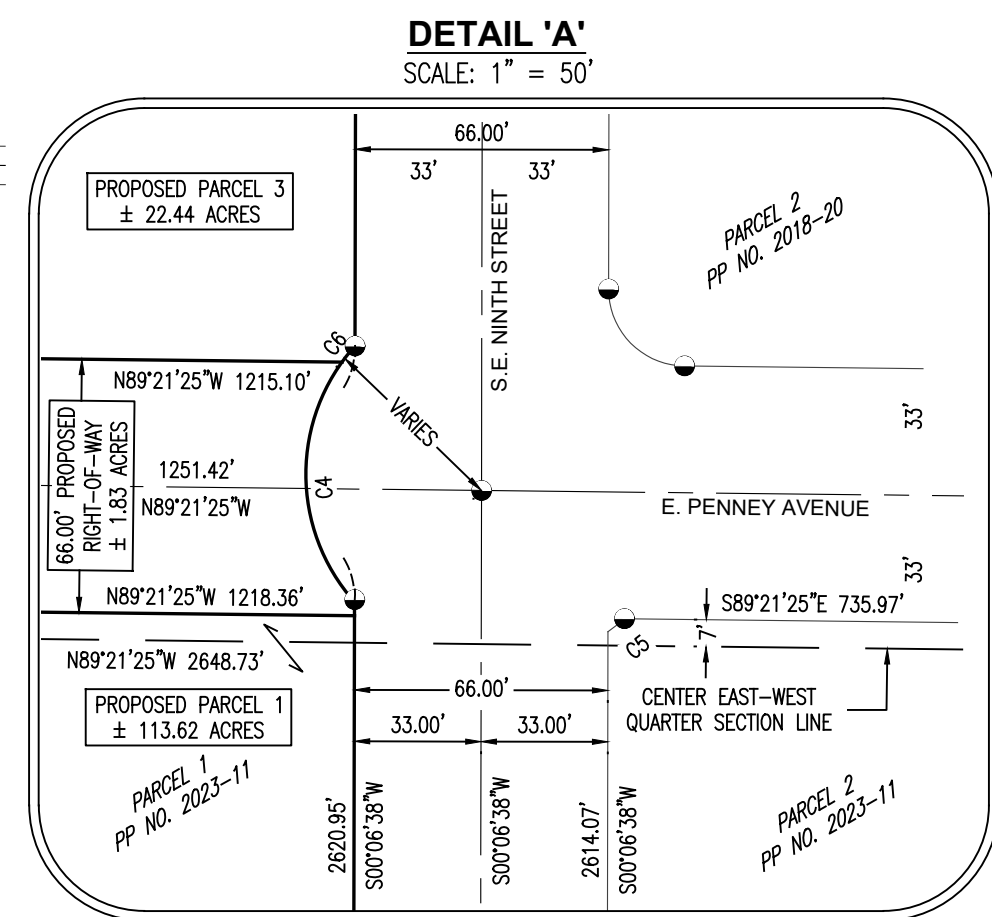 DETAIL 'A'
SCALE: 1" = 50'
66.00'
33'
33'
PROPOSED PARCEL 3
± 22.44 ACRES
S.E. NINTH STREET
PARCEL 2
PP NO. 2018-20
C6
N89°21'25"W 1215.10'
VARIES
33'
66.00' PROPOSED
RIGHT-OF-WAY
± 1.83 ACRES
1251.42'
N89°21'25"W
C4
E. PENNEY AVENUE
33'
N89°21'25"W 1218.36'
S89°21'25"E 735.97'
7'
C5
N89°21'25"W 2648.73'
PROPOSED PARCEL 1
± 113.62 ACRES
66.00'
CENTER EAST-WEST
QUARTER SECTION LINE
33.00'
33.00'
PARCEL 1
PP NO. 2023-11
2620.95'
S00°06'38"W
S00°06'38"W
2614.07'
S00°06'38"W
PARCEL 2
PP NO. 2023-11